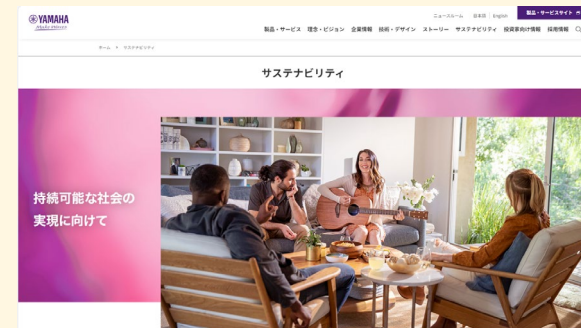 YAMAHA
Make Waves
ニュースルーム 日本語 English 製品・サービスサイト
製品・サービス 理念・ビジョン 企業情報 技術・デザイン ストーリー サステナビリティ 投資家向け情報 採用情報
ホーム サステナビリティ
サステナビリティ
持続可能な社会の
実現に向けて